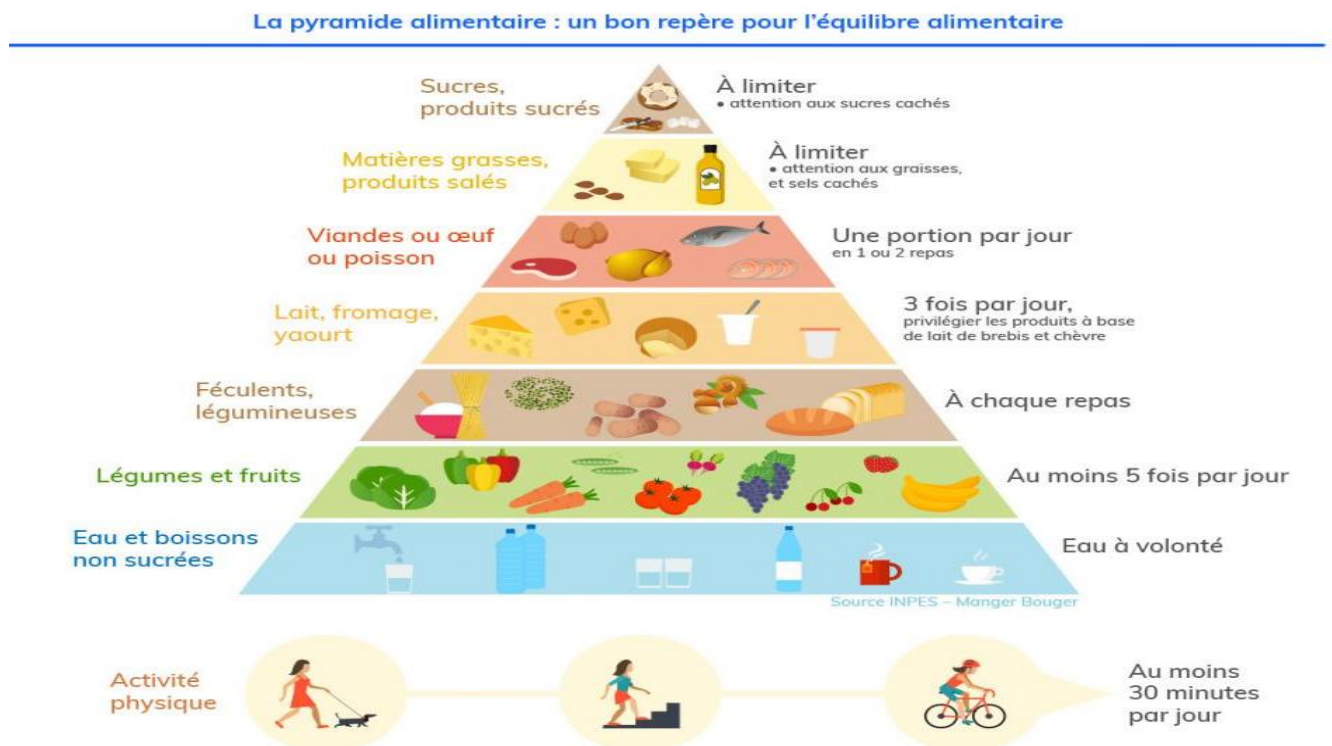 La pyramide alimentaire : un bon repère pour l'équilibre alimentaire
Sucres,
produits sucrés
À limiter
• attention aux sucres cachés
Matières grasses,
produits salés
À limiter
• attention aux graisses,
et sels cachés
Viandes ou œuf
ou poisson
Une portion par jour
en 1 ou 2 repas
Lait, fromage,
yaourt
3 fois par jour,
privilégier les produits à base
de lait de brebis et chèvre
Féculents,
légumineuses
À chaque repas
Légumes et fruits
Au moins 5 fois par jour
Eau et boissons
non sucrées
Eau à volonté
Source INPES – Manger Bouger
Activité
physique
Au moins
30 minutes
par jour